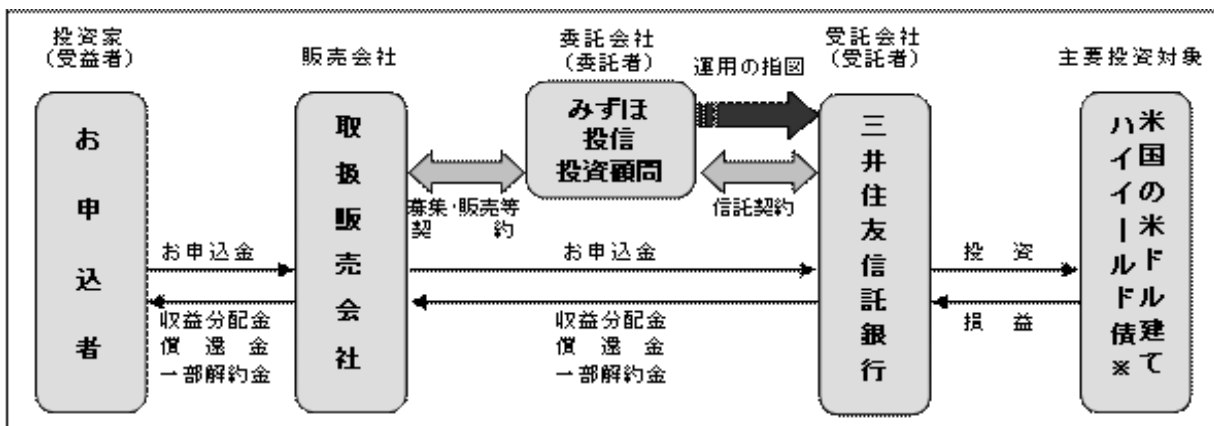 投資家
（受益者）
お申込者
販売会社
取扱販売会社
委託会社
（委託者）
みずほ
投信
投資顧問
運用の指図
受託会社
（受託者）
三井住友信託銀行
主要投資対象
米国の米ドル建て
ハイイールド債※
募集・販売等
契約
信託契約
お申込金
収益分配金
償還金
一部解約金
お申込金
収益分配金
償還金
一部解約金
投資
損益